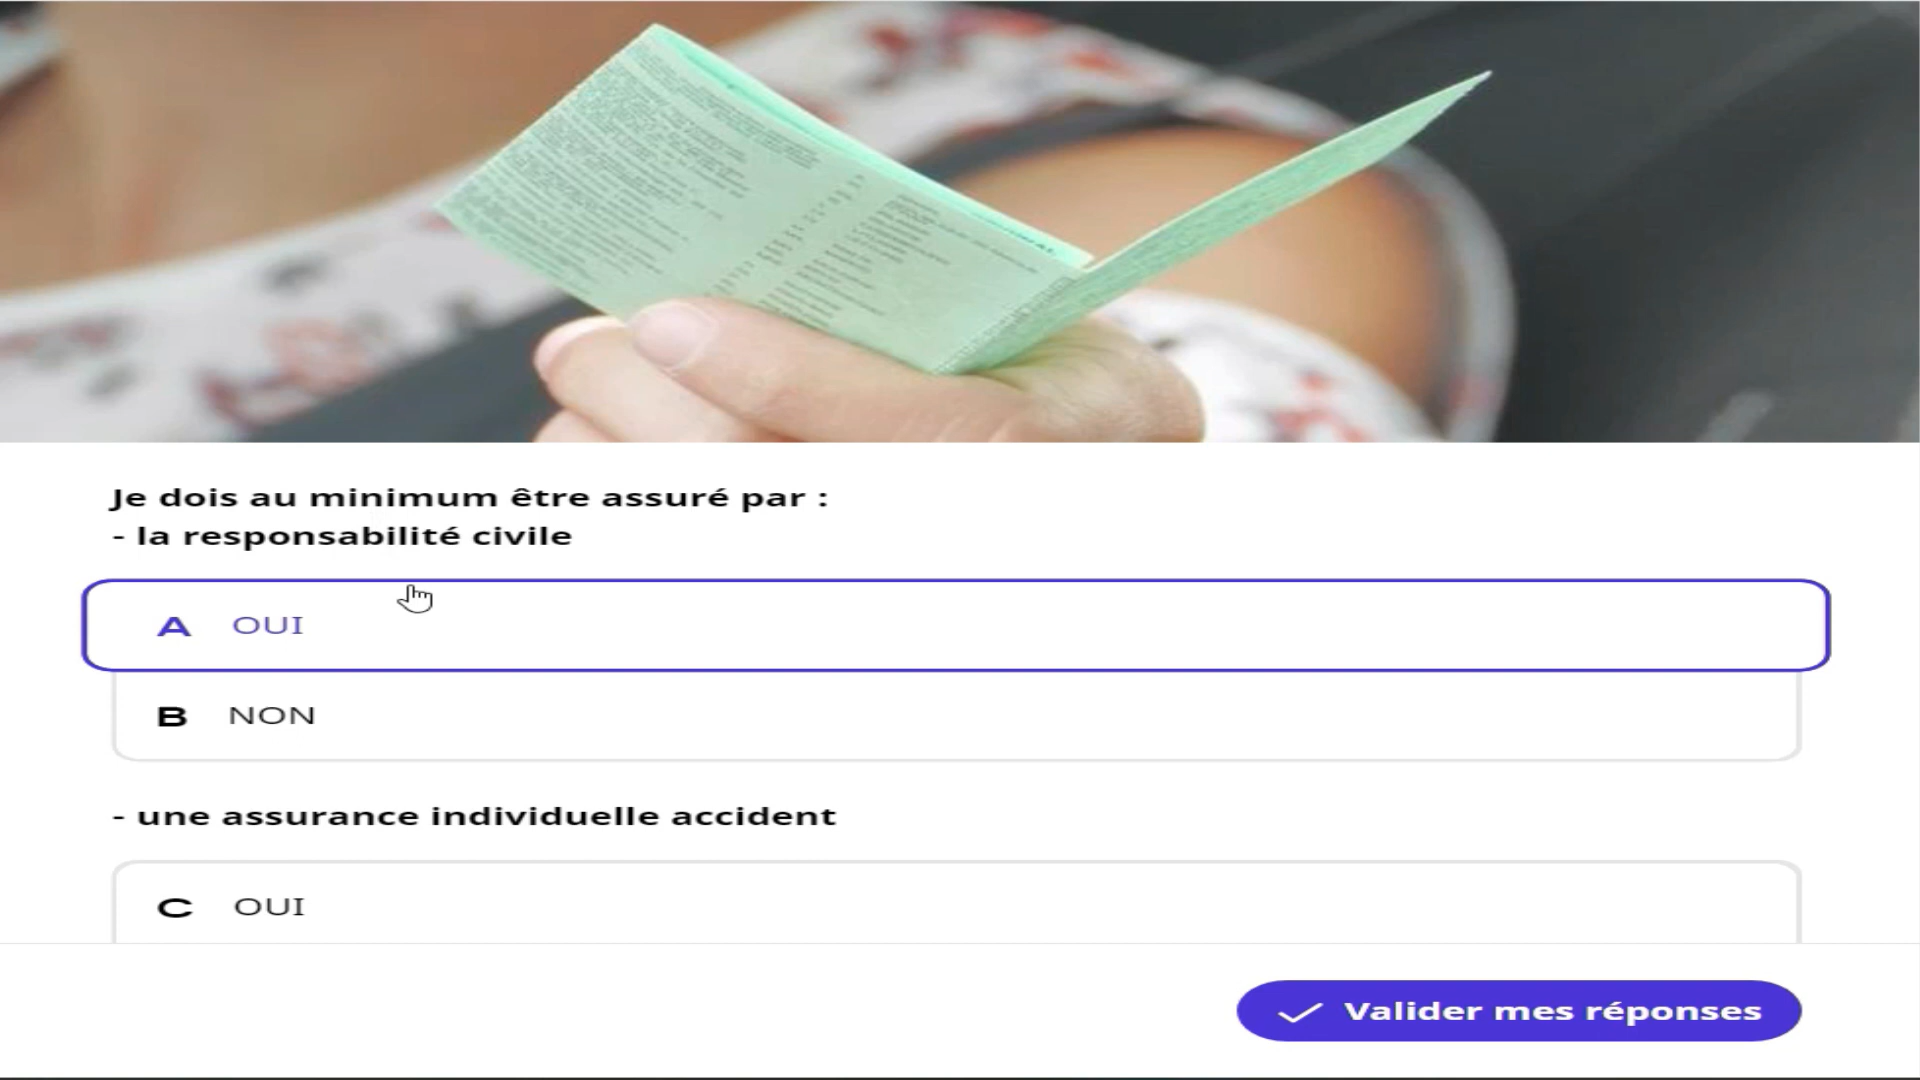 Je dois au minimum être assuré par :
- la responsabilité civile
A OUI
B NON
- une assurance individuelle accident
C OUI
Valider mes réponses